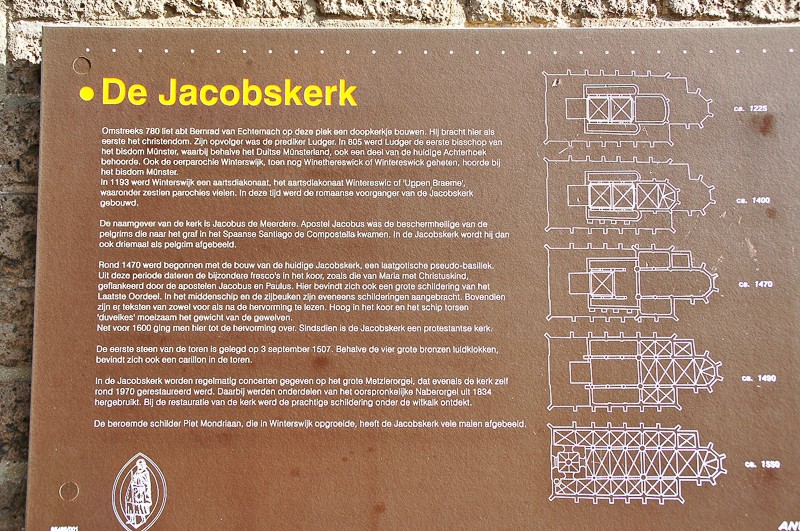 De Jacobskerk
Omstreeks 780 liet abt Bernrad van Echternach op deze plek een doopkerkje bouwen. Hij bracht hier als
eerste het christendom. Zijn opvolger was de prediker Ludger. In 805 werd Ludger de eerste bisschop van
het bisdom Münster, waarbij behalve het Duitse Münsterland, ook een deel van de huidige Achterhoek
behoorde. Ook de oerparochie Winterswijk, toen nog Winethereswick of Wintereswick geheten, hoorde bij
het bisdom Münster.
In 1193 werd Winterswijk een aartsdiakonaat, het aartsdiakonaat Wintereswic of 'Uppen Braeme',
waaronder zestien parochies vielen. In deze tijd werd de romaanse voorganger van de Jacobskerk
gebouwd.
De naamgever van de kerk is Jacobus de Meerdere. Apostel Jacobus was de beschermheilige van de
pelgrims die naar het graf in het Spaanse Santiago de Compostella kwamen. In de Jacobskerk wordt hij dan
ook driemaal als pelgrim afgebeeld.
Rond 1470 werd begonnen met de bouw van de huidige Jacobskerk, een laatgotische pseudo-basiliek.
Uit deze periode dateren de bijzondere fresco's in het koor, zoals die van Maria met Christuskind,
geflankeerd door de apostelen Jacobus en Paulus. Hier bevindt zich ook een grote schildering van het
Laatste Oordeel. In het middenschip en de zijbeuken zijn eveneens schilderingen aangebracht. Bovendien
zijn er teksten van zowel voor als na de hervorming te lezen. Hoog in het koor en het schip torsen
'duvelkes' moeizaam het gewicht van de gewelven.
Net voor 1600 ging men hier tot de hervorming over. Sindsdien is de Jacobskerk een protestantse kerk.
De eerste steen van de toren is gelegd op 3 september 1507. Behalve de vier grote bronzen luidklokken,
bevindt zich ook een carillon in de toren.
In de Jacobskerk worden regelmatig concerten gegeven op het grote Metzlerorgel, dat evenals de kerk zelf
rond 1970 gerestaureerd werd. Daarbij werden onderdelen van het oorspronkelijke Naberorgel uit 1834
hergebruikt. Bij de restauratie van de kerk werd de prachtige schildering onder de witkalk ontdekt.
De beroemde schilder Piet Mondriaan, die in Winterswijk opgroeide, heeft de Jacobskerk vele malen afgebeeld.
ca. 1225
ca. 1400
ca. 1470
ca. 1490
ca. 1550